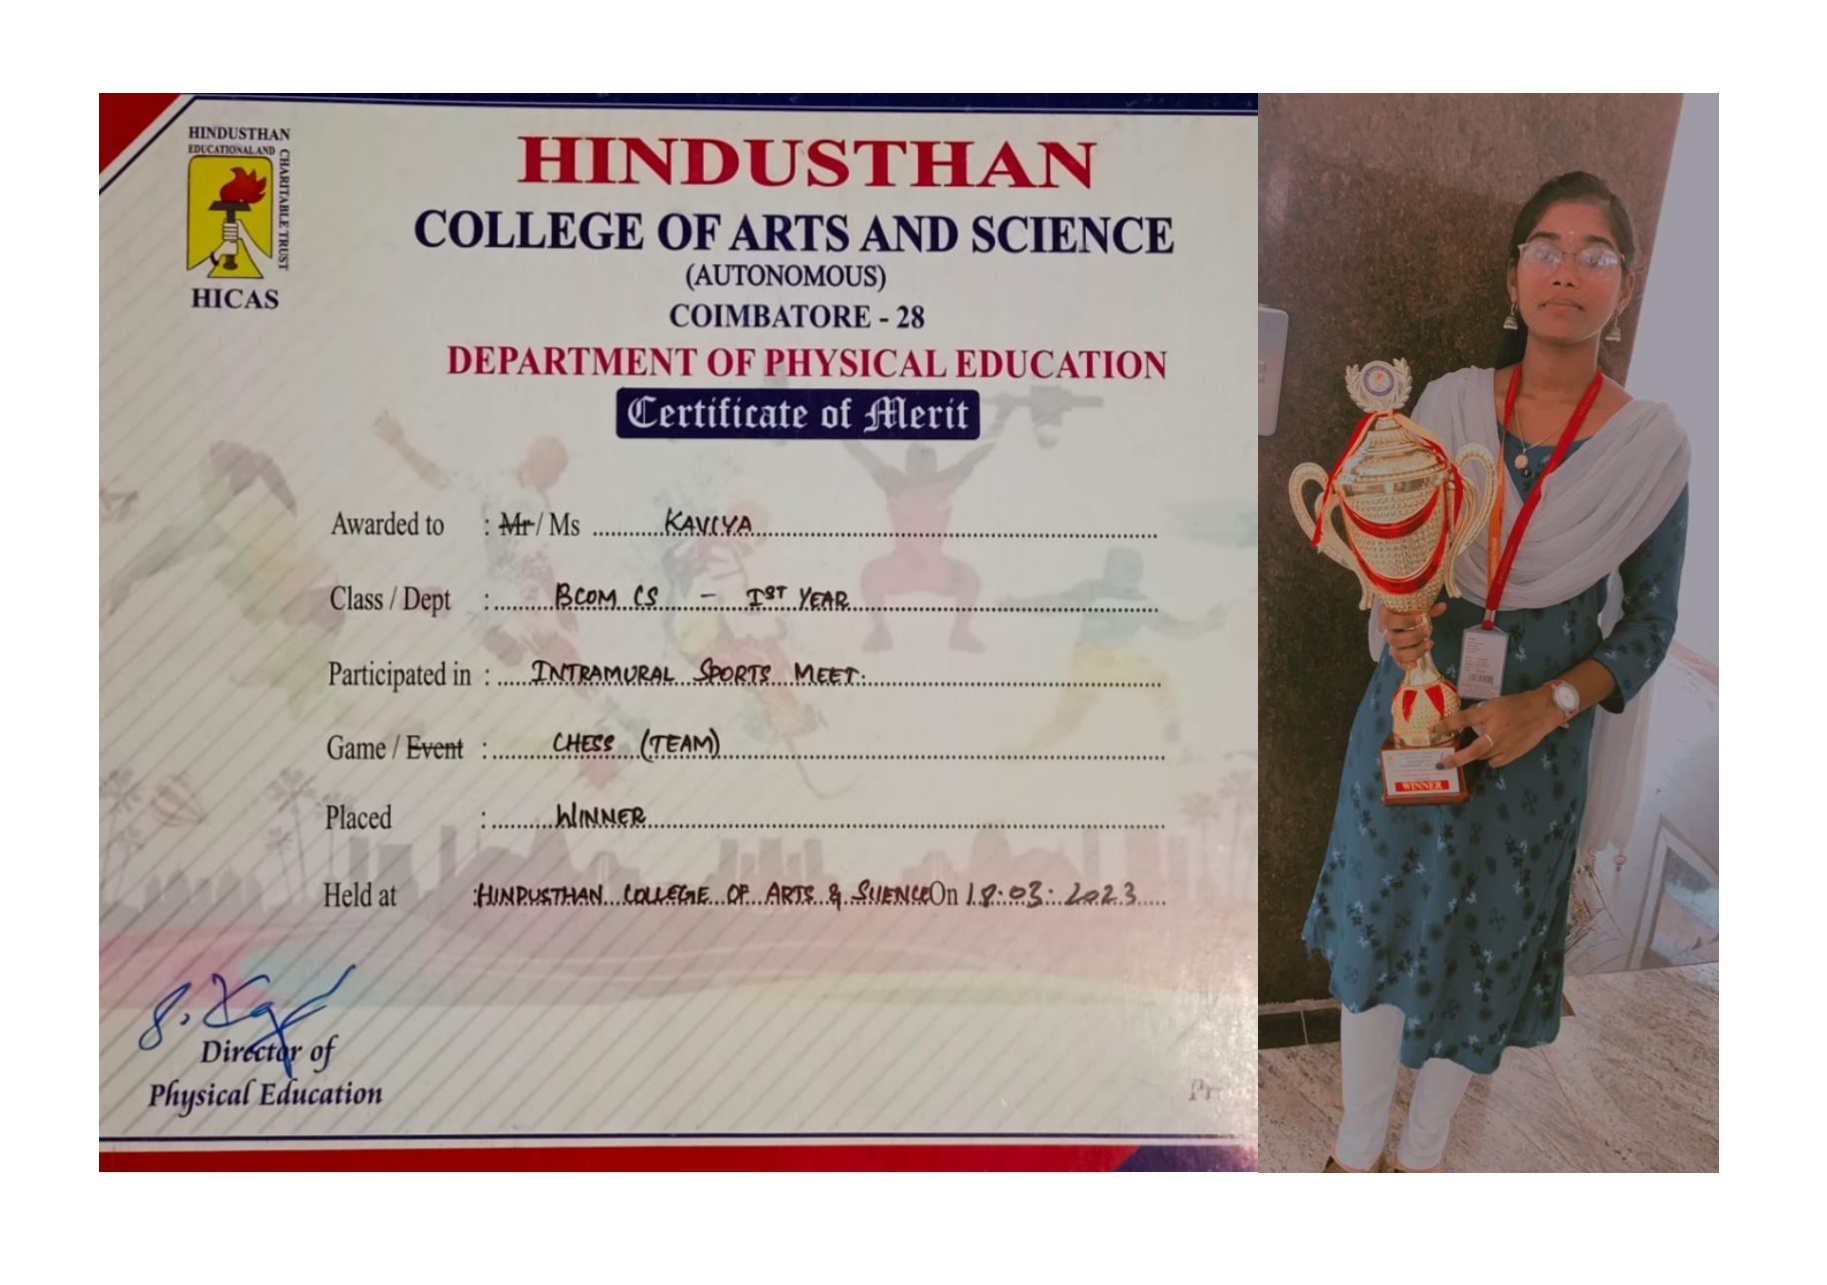 HINDUSTHAN
EDUCATIONAL AND
CHARITABLE TRUST
HICAS
HINDUSTHAN
COLLEGE OF ARTS AND SCIENCE
(AUTONOMOUS)
COIMBATORE - 28
DEPARTMENT OF PHYSICAL EDUCATION
Certificate of Merit
Awarded to : Mr / Ms KAVIYA
Class / Dept : BCOM CS - IST YEAR
Participated in : INTRAMURAL SPORTS MEET.
Game / Event : CHESS (TEAM)
Placed : WINNER
Held at : HINDUSTHAN COLLEGE OF ARTS & SCIENCE On 18.03.2023
Director of
Physical Education
WINNER